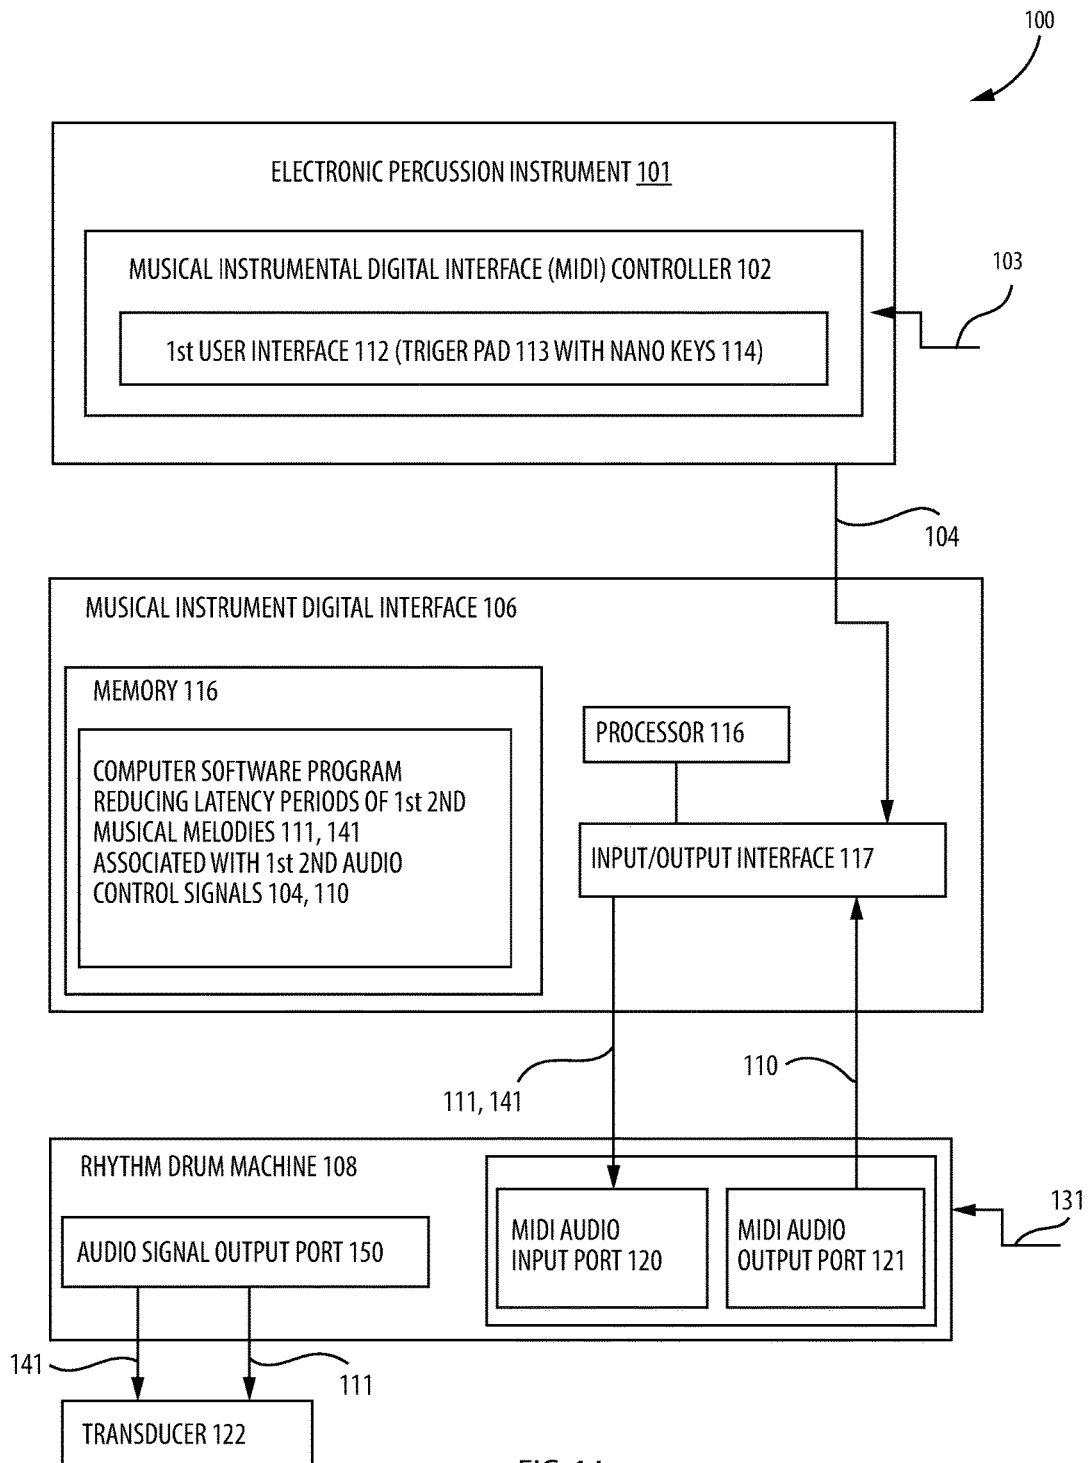 100
ELECTRONIC PERCUSSION INSTRUMENT 101
MUSICAL INSTRUMENTAL DIGITAL INTERFACE (MIDI) CONTROLLER 102
103
1st USER INTERFACE 112 (TRIGER PAD 113 WITH NANO KEYS 114)
104
MUSICAL INSTRUMENT DIGITAL INTERFACE 106
MEMORY 116
PROCESSOR 116
COMPUTER SOFTWARE PROGRAM
REDUCING LATENCY PERIODS OF 1st 2ND
MUSICAL MELODIES 111, 141
ASSOCIATED WITH 1st 2ND AUDIO
CONTROL SIGNALS 104, 110
INPUT/OUTPUT INTERFACE 117
110
111, 141
RHYTHM DRUM MACHINE 108
131
AUDIO SIGNAL OUTPUT PORT 150
MIDI AUDIO
INPUT PORT 120
MIDI AUDIO
OUTPUT PORT 121
141
111
TRANSDUCER 122